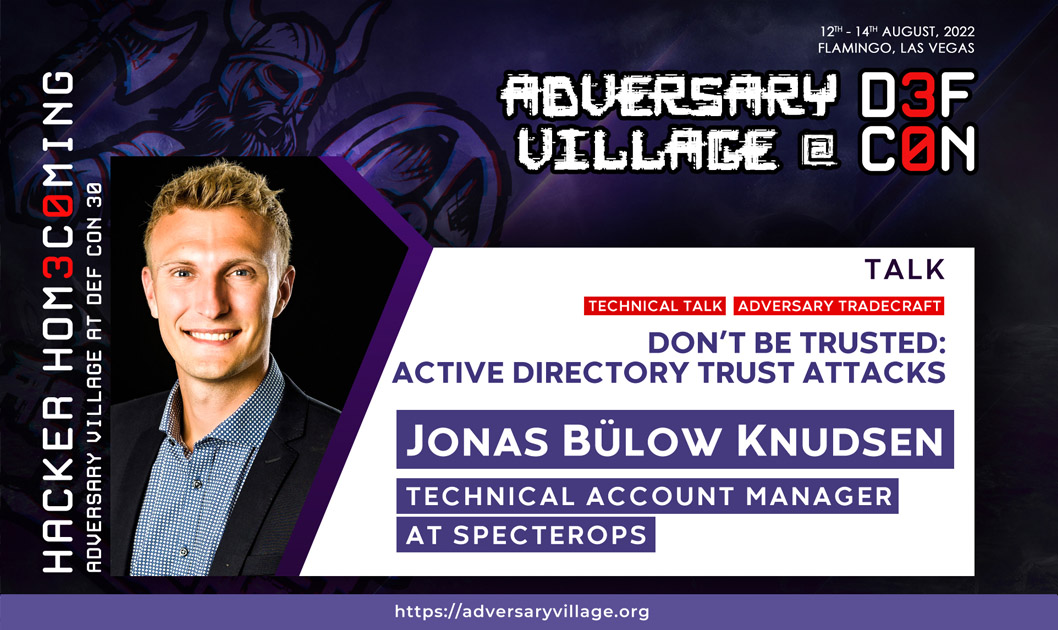 12TH - 14TH AUGUST, 2022
FLAMINGO, LAS VEGAS
ADVERSARY
VILLAGE @
D3F
C0N
HACKER HOM3C0MING
ADVERSARY VILLAGE AT DEF CON 30
TALK
TECHNICAL TALK ADVERSARY TRADECRAFT
DON'T BE TRUSTED:
ACTIVE DIRECTORY TRUST ATTACKS
JONAS BÜLOW KNUDSEN
TECHNICAL ACCOUNT MANAGER
AT SPECTEROPS
https://adversaryvillage.org